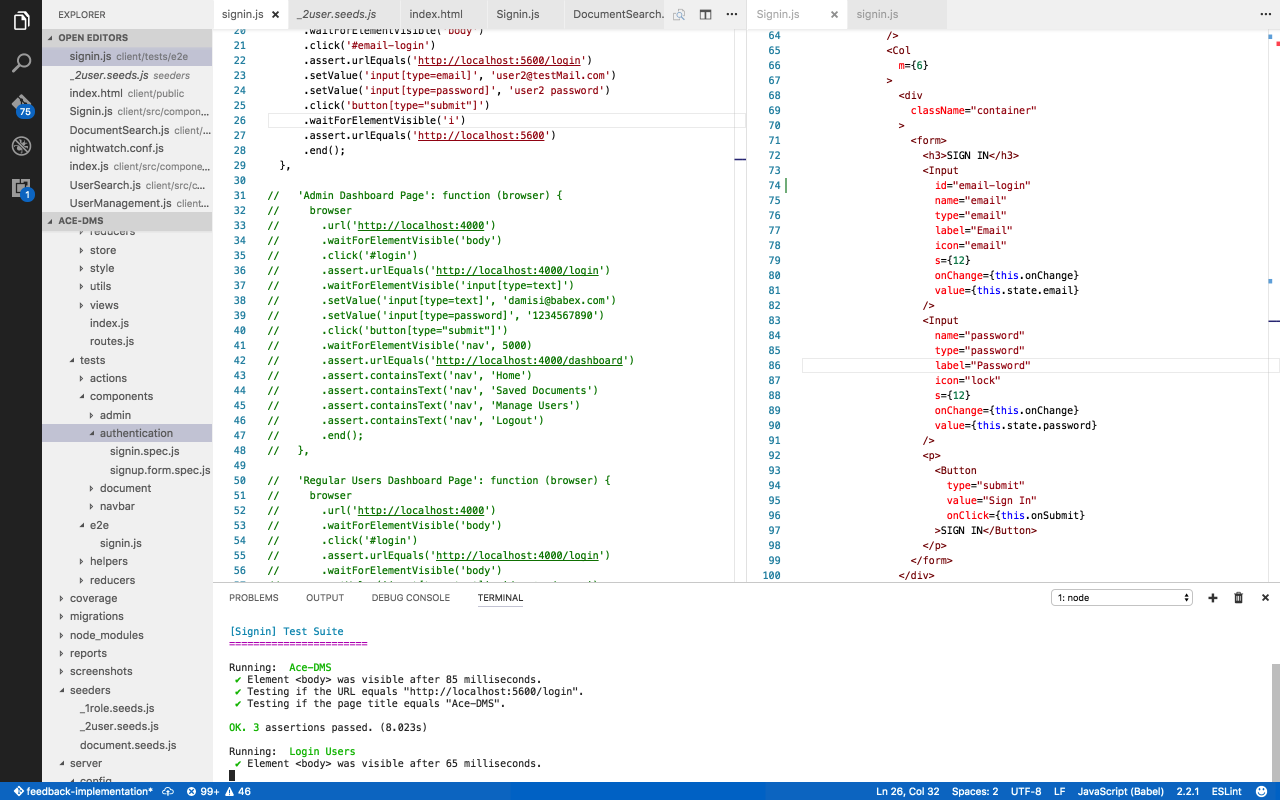 EXPLORER
OPEN EDITORS
signin.js client/tests/e2e
_2user.seeds.js seeders
index.html client/public
Signin.js client/src/compon...
DocumentSearch.js client/...
nightwatch.conf.js
index.js client/src/compone...
UserSearch.js client/src/c...
UserManagement.js client...
ACE-DMS
reducers
store
style
utils
views
index.js
routes.js
tests
actions
components
admin
authentication
signin.spec.js
signup.form.spec.js
document
navbar
e2e
signin.js
helpers
reducers
coverage
migrations
node_modules
reports
screenshots
seeders
_1role.seeds.js
_2user.seeds.js
document.seeds.js
server
config
75
1
signin.js _2user.seeds.js index.html Signin.js DocumentSearch.
20 .waitForElementVisible('body')
21 .click('#email-login')
22 .assert.urlEquals('http://localhost:5600/login')
23 .setValue('input[type=email]', 'user2@testMail.com')
24 .setValue('input[type=password]', 'user2 password')
25 .click('button[type="submit"]')
26 .waitForElementVisible('i')
27 .assert.urlEquals('http://localhost:5600')
28 .end();
29 },
30
31 // 'Admin Dashboard Page': function (browser) {
32 // browser
33 // .url('http://localhost:4000')
34 // .waitForElementVisible('body')
35 // .click('#login')
36 // .assert.urlEquals('http://localhost:4000/login')
37 // .waitForElementVisible('input[type=text]')
38 // .setValue('input[type=text]', 'damisi@babex.com')
39 // .setValue('input[type=password]', '1234567890')
40 // .click('button[type="submit"]')
41 // .waitForElementVisible('nav', 5000)
42 // .assert.urlEquals('http://localhost:4000/dashboard')
43 // .assert.containsText('nav', 'Home')
44 // .assert.containsText('nav', 'Saved Documents')
45 // .assert.containsText('nav', 'Manage Users')
46 // .assert.containsText('nav', 'Logout')
47 // .end();
48 // },
49
50 // 'Regular Users Dashboard Page': function (browser) {
51 // browser
52 // .url('http://localhost:4000')
53 // .waitForElementVisible('body')
54 // .click('#login')
55 // .assert.urlEquals('http://localhost:4000/login')
56 // .waitForElementVisible('body')
Signin.js signin.js
64 />
65 <Col
66 m={6}
67 >
68 <div
69 className="container"
70 >
71 <form>
72 <h3>SIGN IN</h3>
73 <Input
74 id="email-login"
75 name="email"
76 type="email"
77 label="Email"
78 icon="email"
79 s={12}
80 onChange={this.onChange}
81 value={this.state.email}
82 />
83 <Input
84 name="password"
85 type="password"
86 label="Password"
87 icon="lock"
88 s={12}
89 onChange={this.onChange}
90 value={this.state.password}
91 />
92 <p>
93 <Button
94 type="submit"
95 value="Sign In"
96 onClick={this.onSubmit}
97 >SIGN IN</Button>
98 </p>
99 </form>
100 </div>
PROBLEMS OUTPUT DEBUG CONSOLE TERMINAL 1: node
[Signin] Test Suite
=======================
Running: Ace-DMS
✔ Element <body> was visible after 85 milliseconds.
✔ Testing if the URL equals "http://localhost:5600/login".
✔ Testing if the page title equals "Ace-DMS".
OK. 3 assertions passed. (8.023s)
Running: Login Users
✔ Element <body> was visible after 65 milliseconds.
feedback-implementation* 99+ 46 Ln 26, Col 32 Spaces: 2 UTF-8 LF JavaScript (Babel) 2.2.1 ESLint